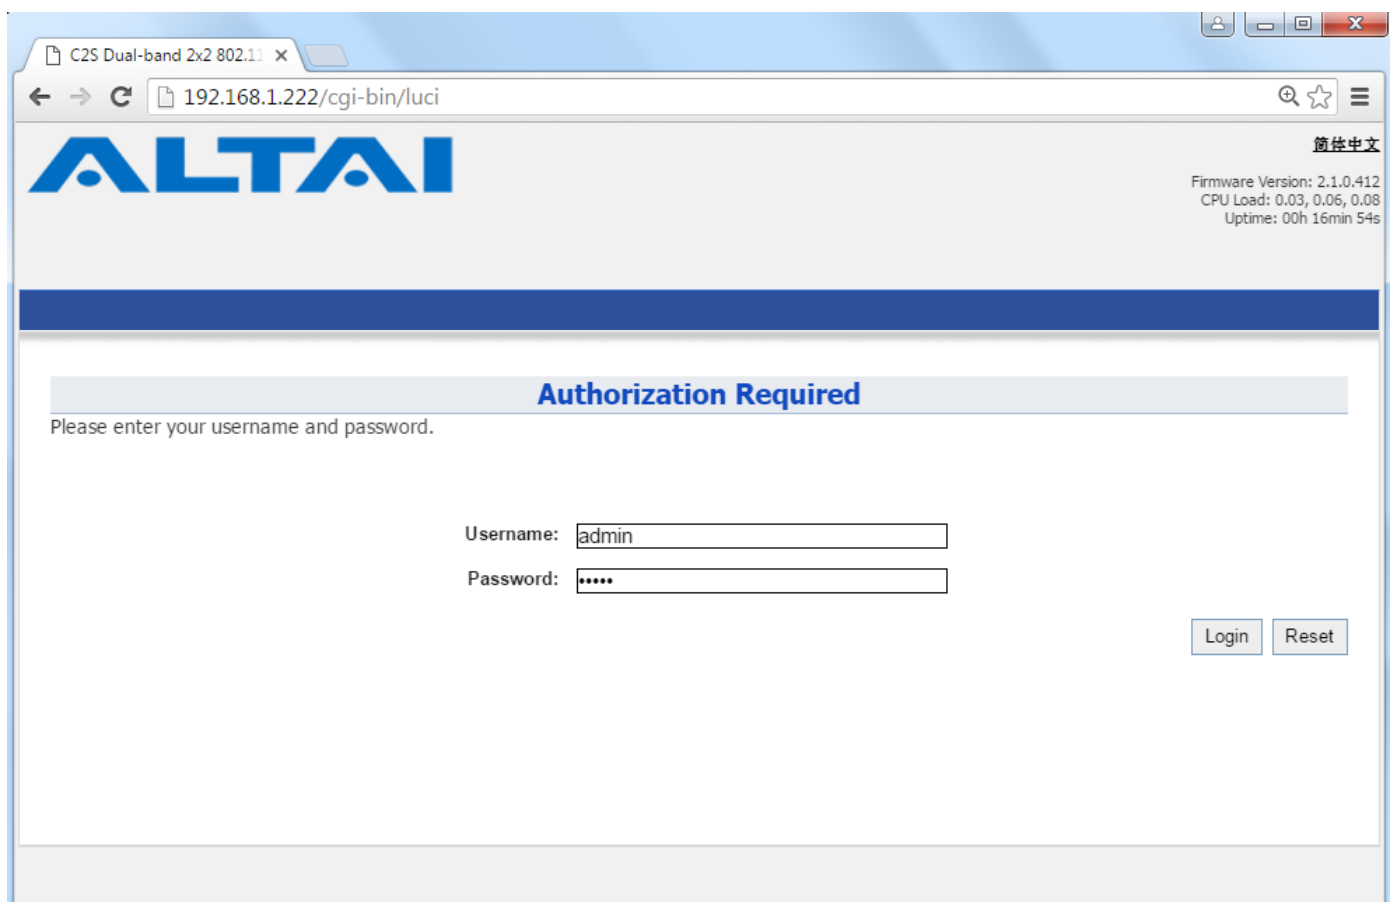 C2S Dual-band 2x2 802.11
192.168.1.222/cgi-bin/luci
ALTAI
简体中文
Firmware Version: 2.1.0.412
CPU Load: 0.03, 0.06, 0.08
Uptime: 00h 16min 54s
Authorization Required
Please enter your username and password.
Username: admin
Password: •••••
Login Reset